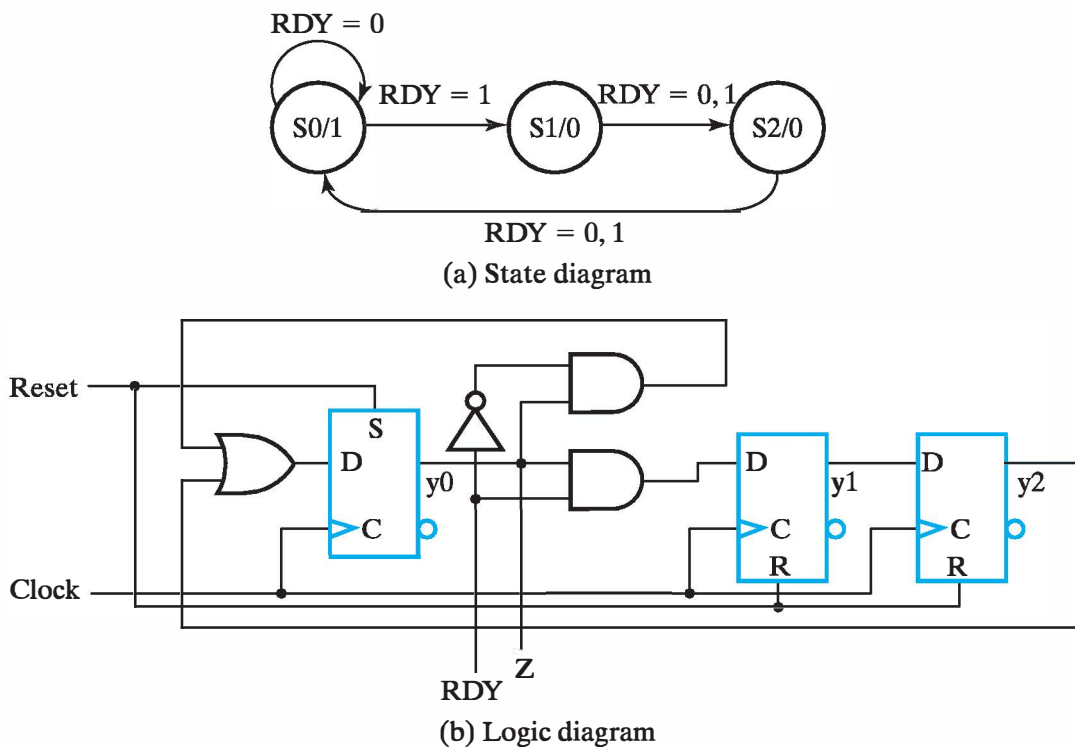 RDY = 0
RDY = 1
RDY = 0, 1
S0/1
S1/0
S2/0
RDY = 0, 1
(a) State diagram
Reset
S
D
y0
C
D
y1
C
R
D
y2
C
R
Clock
RDY
Z
(b) Logic diagram